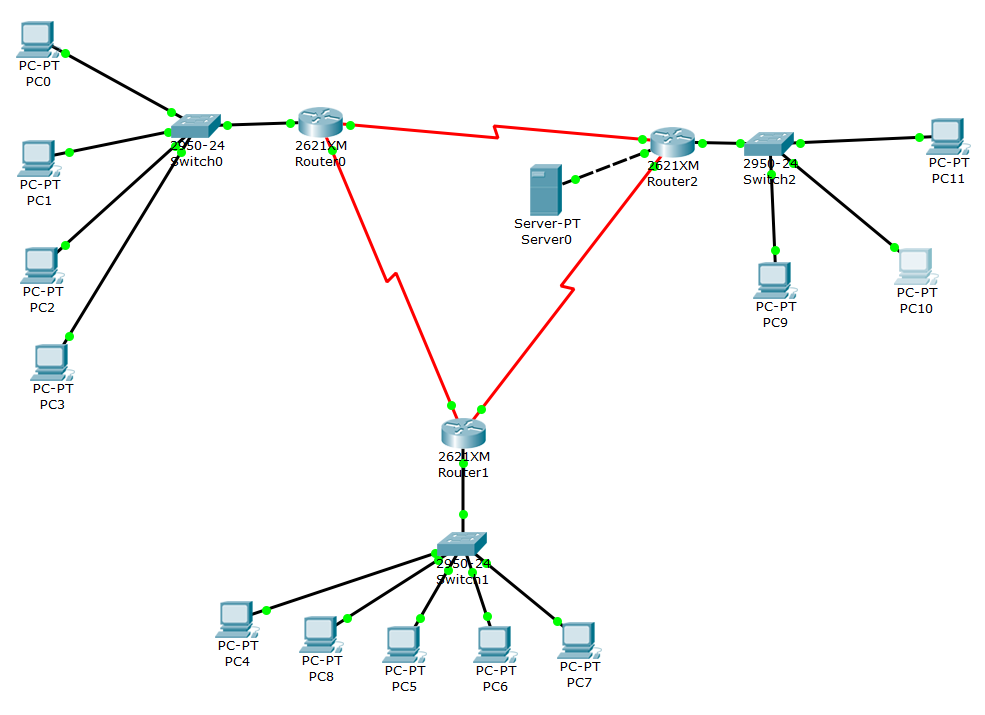 PC-PT
PC0
2950-24
Switch0
2621XM
Router0
2621XM
Router2
2950-24
Switch2
PC-PT
PC11
PC-PT
PC1
Server-PT
Server0
PC-PT
PC2
PC-PT
PC9
PC-PT
PC10
PC-PT
PC3
2621XM
Router1
2950-24
Switch1
PC-PT
PC4
PC-PT
PC8
PC-PT
PC5
PC-PT
PC6
PC-PT
PC7